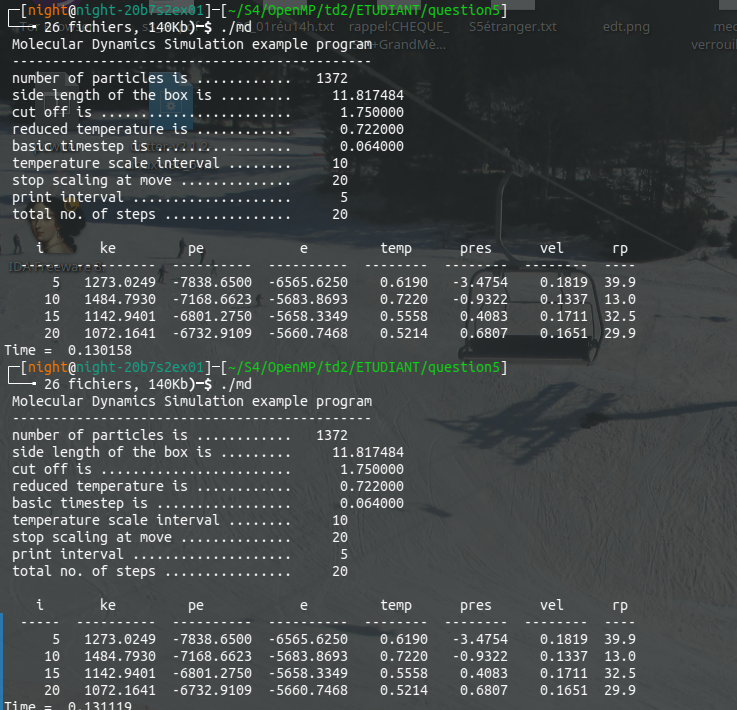 ┌─[night@night-20b7s2ex01]─[~/S4/OpenMP/td2/ETUDIANT/question5]
└──╼ 26 fichiers, 140Kb)─$ ./md
01réu14h.txt rappel:CHEQUE_ S5étranger.txt edt.png
+GrandMè...
verrouil
Molecular Dynamics Simulation example program
---------------------------------------------
number of particles is ............   1372
side length of the box is .........     11.817484
cut off is ........................      1.750000
reduced temperature is ............      0.722000
basic timestep is .................      0.064000
temperature scale interval ........     10
stop scaling at move ..............     20
print interval ....................      5
total no. of steps ................     20
i       ke         pe            e         temp      pres      vel      rp
-----  ----------  ----------  ----------  --------  --------  --------  ----
5   1273.0249  -7838.6500  -6565.6250    0.6190   -3.4754    0.1819  39.9
10   1484.7930  -7168.6623  -5683.8693    0.7220   -0.9322    0.1337  13.0
15   1142.9401  -6801.2750  -5658.3349    0.5558    0.4083    0.1711  32.5
20   1072.1641  -6732.9109  -5660.7468    0.5214    0.6807    0.1651  29.9
Time =  0.130158
┌─[night@night-20b7s2ex01]─[~/S4/OpenMP/td2/ETUDIANT/question5]
└──╼ 26 fichiers, 140Kb)─$ ./md
Molecular Dynamics Simulation example program
---------------------------------------------
number of particles is ............   1372
side length of the box is .........     11.817484
cut off is ........................      1.750000
reduced temperature is ............      0.722000
basic timestep is .................      0.064000
temperature scale interval ........     10
stop scaling at move ..............     20
print interval ....................      5
total no. of steps ................     20
i       ke         pe            e         temp      pres      vel      rp
-----  ----------  ----------  ----------  --------  --------  --------  ----
5   1273.0249  -7838.6500  -6565.6250    0.6190   -3.4754    0.1819  39.9
10   1484.7930  -7168.6623  -5683.8693    0.7220   -0.9322    0.1337  13.0
15   1142.9401  -6801.2750  -5658.3349    0.5558    0.4083    0.1711  32.5
20   1072.1641  -6732.9109  -5660.7468    0.5214    0.6807    0.1651  29.9
Time =  0.131119